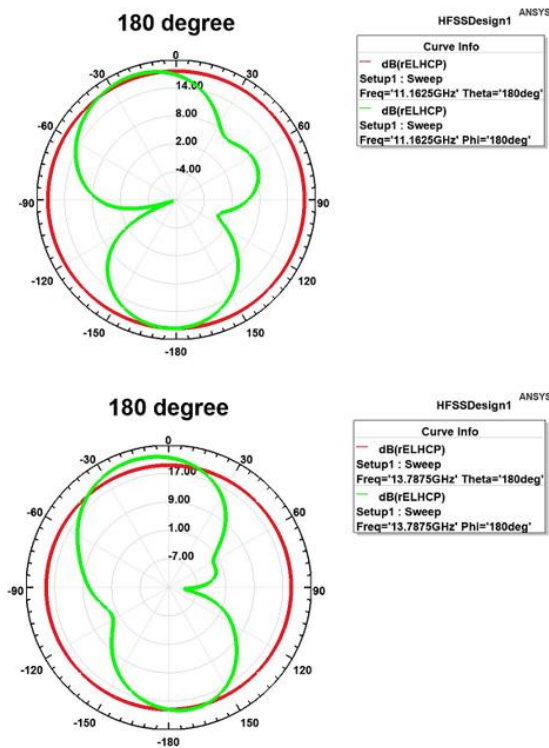 180 degree
HFSSDesign1
ANSYS
Curve Info
dB(rELHCP)
Setup1 : Sweep
Freq='11.1625GHz' Theta='180deg'
dB(rELHCP)
Setup1 : Sweep
Freq='11.1625GHz' Phi='180deg'
0
-30
30
14.00
-60
8.00
60
2.00
-4.00
-90
90
-120
120
-150
150
-180
180 degree
HFSSDesign1
ANSYS
Curve Info
dB(rELHCP)
Setup1 : Sweep
Freq='13.7875GHz' Theta='180deg'
dB(rELHCP)
Setup1 : Sweep
Freq='13.7875GHz' Phi='180deg'
0
-30
30
17.00
-60
9.00
60
1.00
-7.00
-90
90
-120
120
-150
150
-180